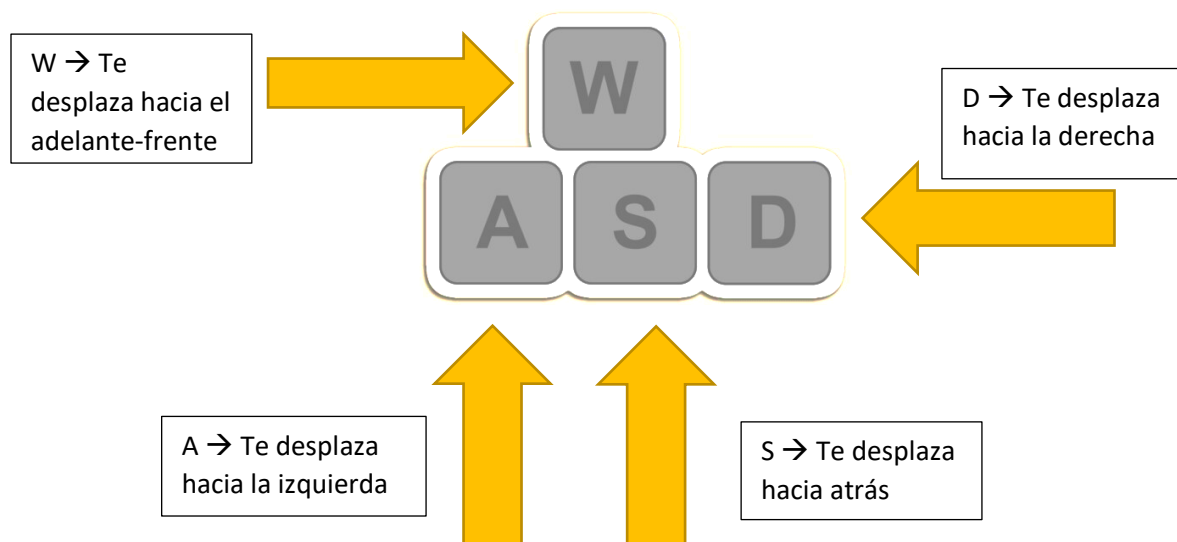 W → Te
desplaza hacia el
adelante-frente
W
D → Te desplaza
hacia la derecha
A S D
A → Te desplaza
hacia la izquierda
S → Te desplaza
hacia atrás